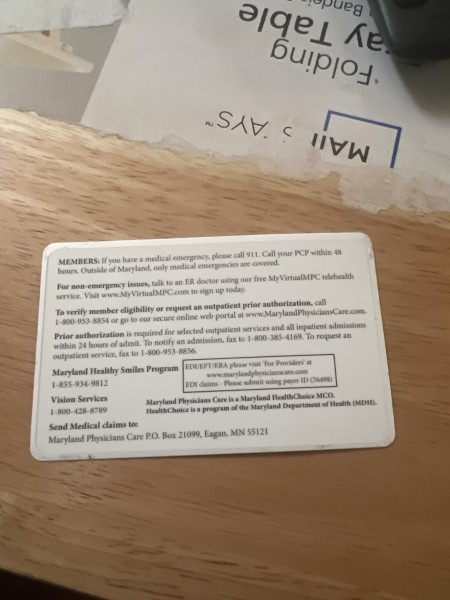 Folding
ay Table
MEMBERS: If you have a medical emergency, please call 911. Call your PCP within 48
hours. Outside of Maryland, only medical emergencies are covered.
For non-emergency issues, talk to an ER doctor using our free MyVirtualMPC telehealth
service. Visit www.MyVirtualMPC.com to sign up today.
To verify member eligibility or request an outpatient prior authorization, call
1-800-953-8854 or go to our secure online web portal at www.MarylandPhysiciansCare.com.
Prior authorization is required for selected outpatient services and all inpatient admissions
within 24 hours of admit. To notify an admission, fax to 1-800-385-4169. To request an
outpatient service, fax to 1-800-953-8856.
Maryland Healthy Smiles Program
1-855-934-9812
EDI/EFT/ERA please visit 'For Providers' at
www.marylandphysicianscare.com
EDI claims - Please submit using payer ID (76498)
Vision Services
1-800-428-8789
Maryland Physicians Care is a Maryland HealthChoice MCO.
HealthChoice is a program of the Maryland Department of Health (MDH).
Send Medical claims to:
Maryland Physicians Care P.O. Box 21099, Eagan, MN 55121